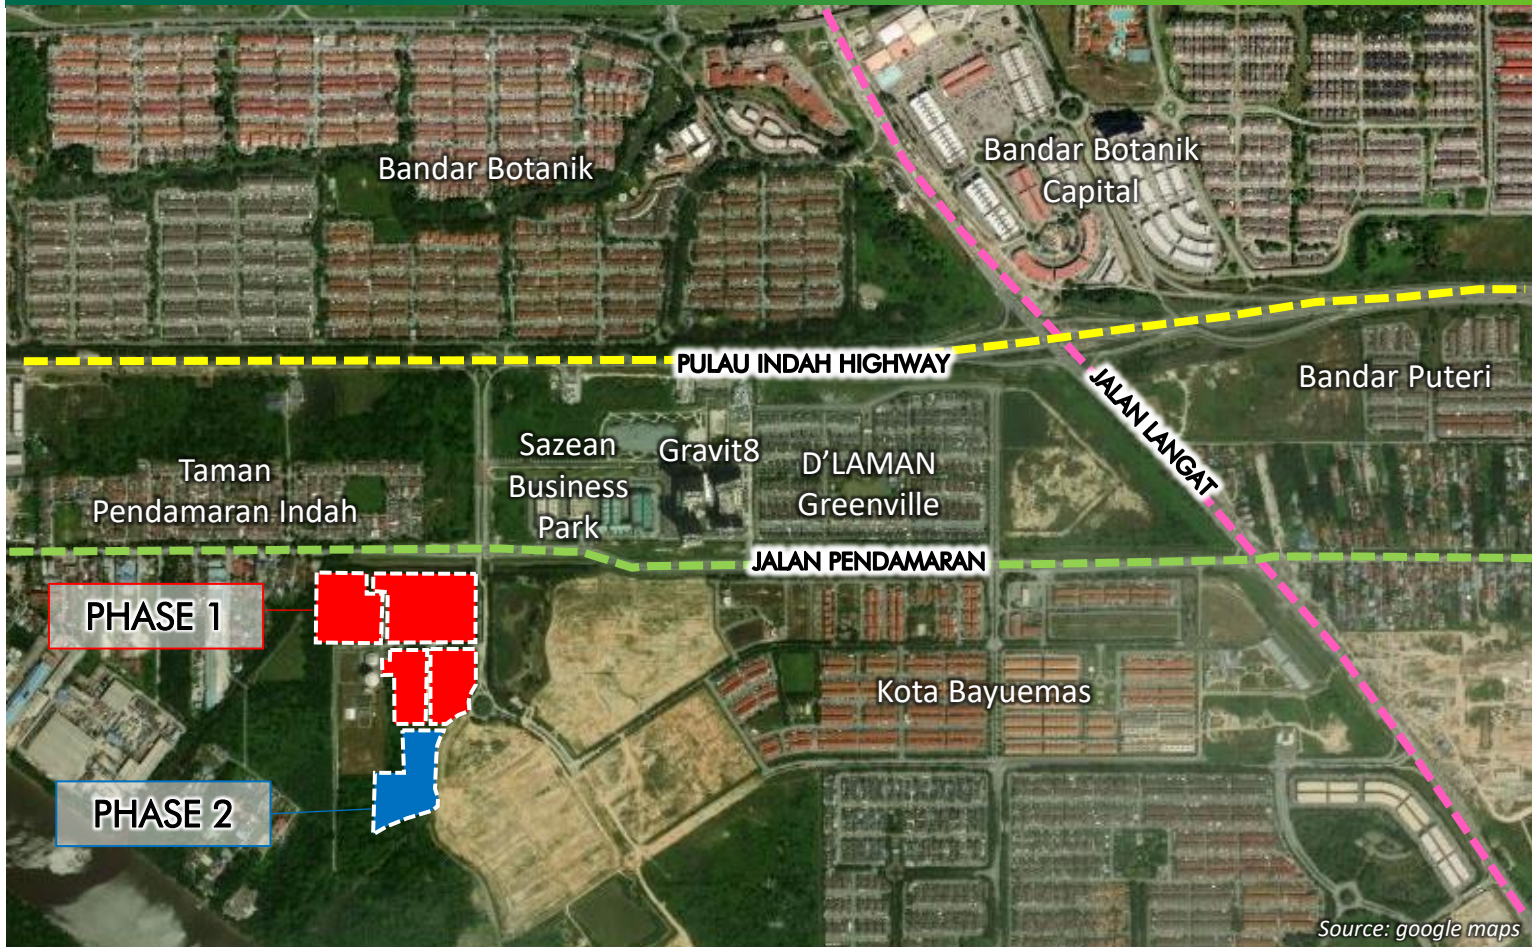 Bandar Botanik
Bandar Botanik
Capital
PULAU INDAH HIGHWAY
JALAN LANGAT
Bandar Puteri
Taman
Pendamaran Indah
Sazean
Business
Park
Gravit8
D’LAMAN
Greenville
JALAN PENDAMARAN
PHASE 1
Kota Bayuemas
PHASE 2
Source: google maps